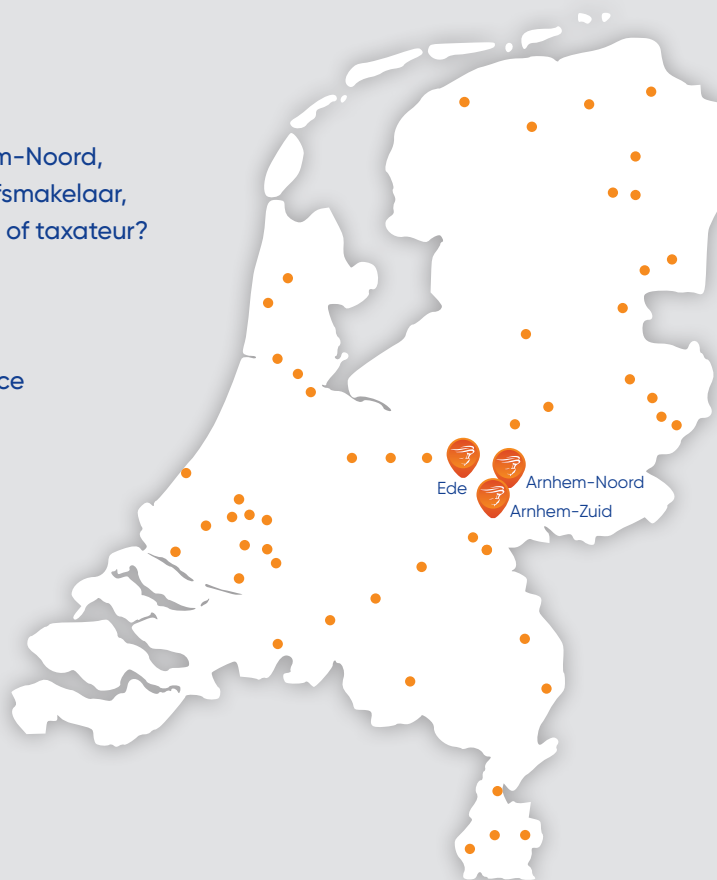 m-Noord,
fsmakelaar,
of taxateur?
ce
Ede
Arnhem-Noord
Arnhem-Zuid